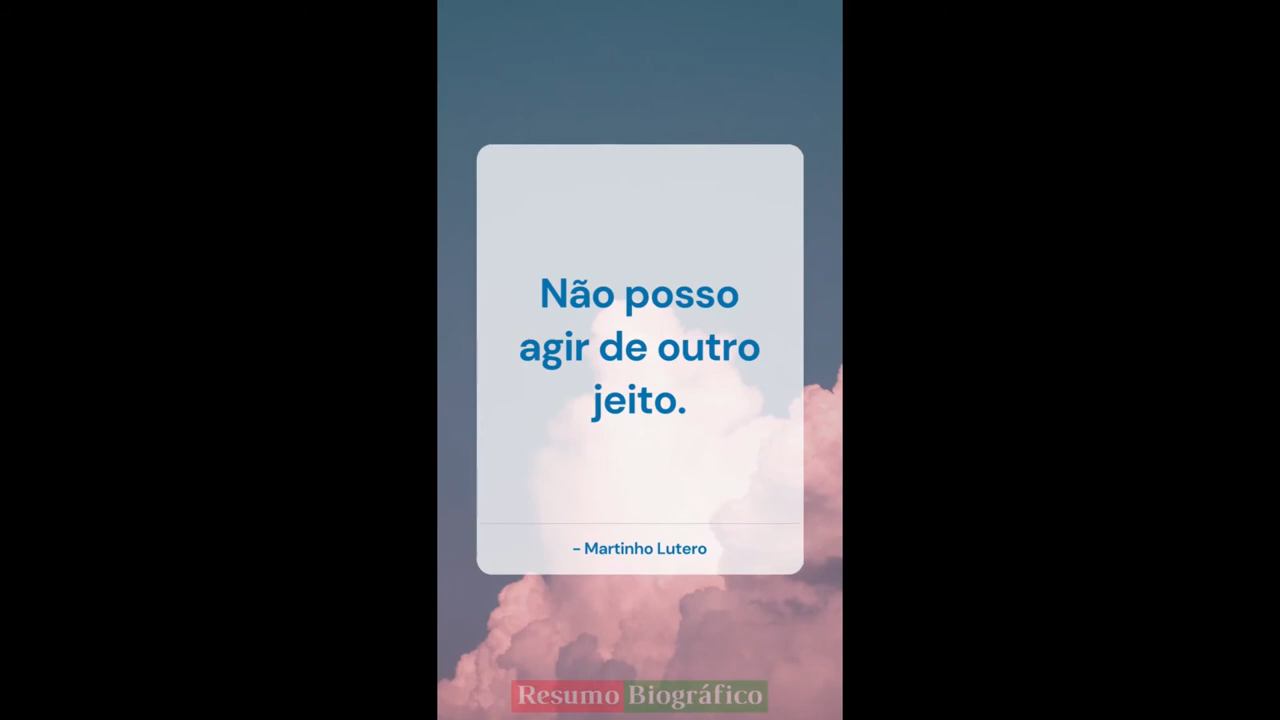 Não posso
agir de outro
jeito.
- Martinho Lutero
Resumo Biográfico